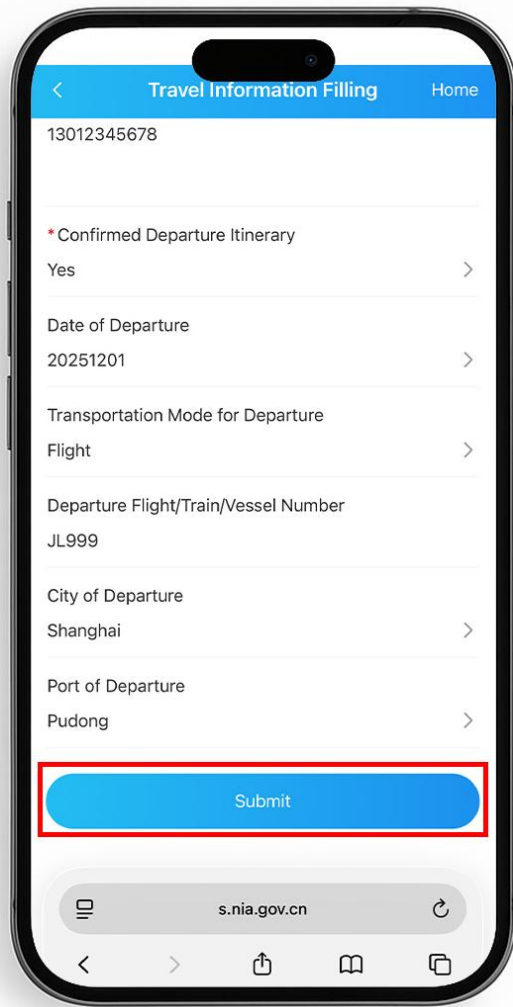 Travel Information Filling
Home
13012345678
*Confirmed Departure Itinerary
Yes
Date of Departure
20251201
Transportation Mode for Departure
Flight
Departure Flight/Train/Vessel Number
JL999
City of Departure
Shanghai
Port of Departure
Pudong
Submit
s.nia.gov.cn